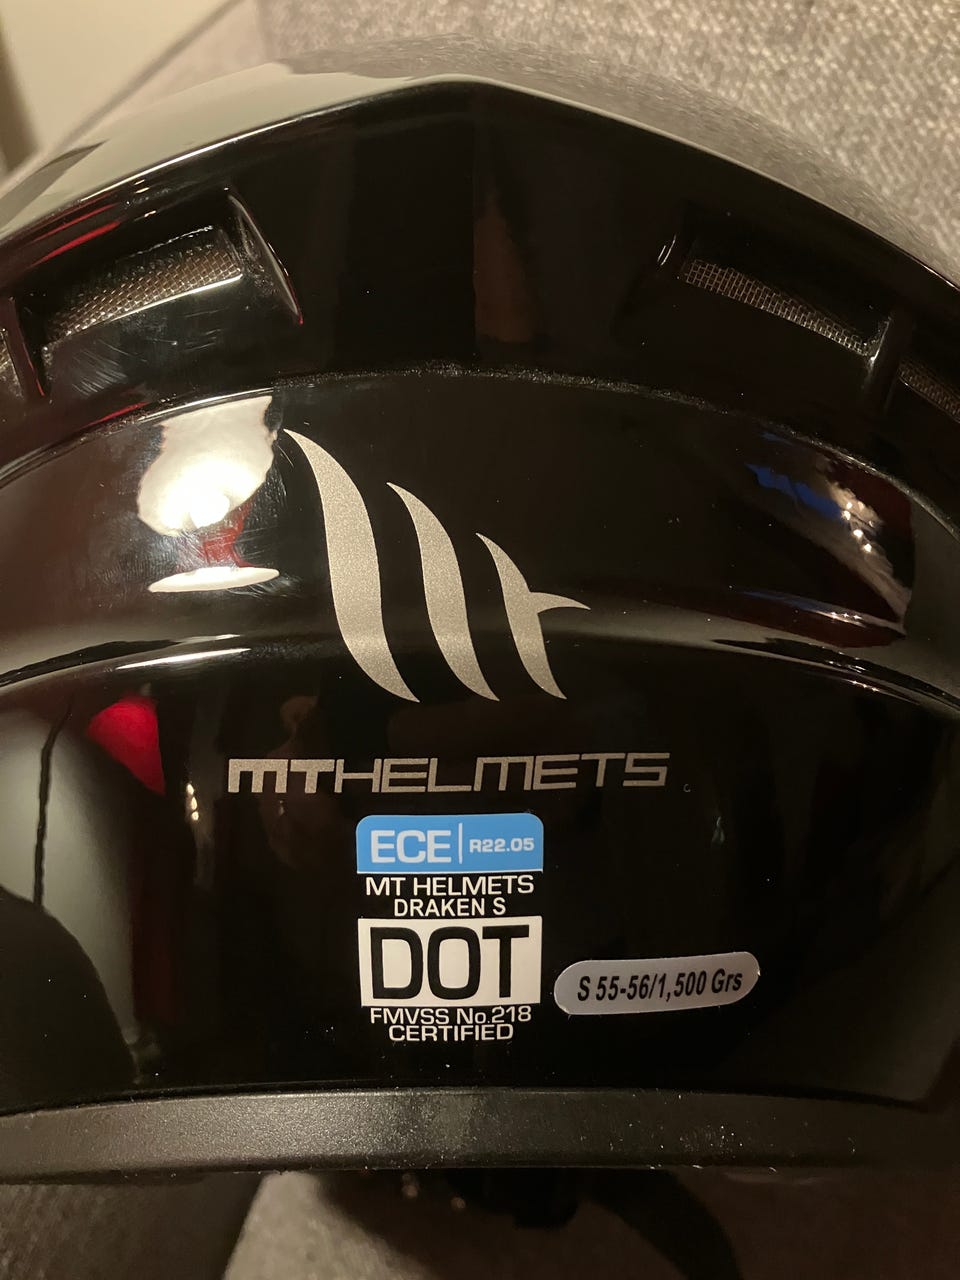 MTHELMETS
ECE | R22.05
MT HELMETS
DRAKEN S
DOT
FMVSS No.218
CERTIFIED
S 55-56/1,500 Grs